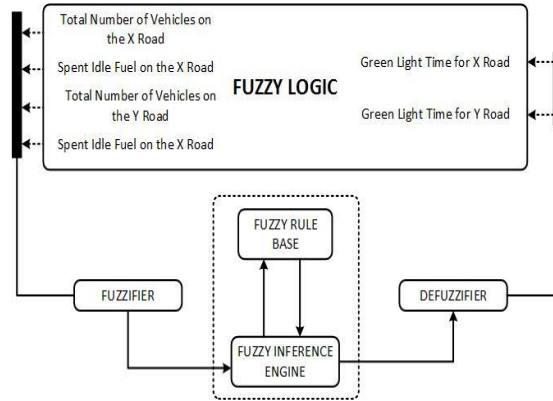 Total Number of Vehicles on
the X Road
Spent Idle Fuel on the X Road
Total Number of Vehicles on
the Y Road
Spent Idle Fuel on the X Road
FUZZY LOGIC
Green Light Time for X Road
Green Light Time for Y Road
FUZZY RULE
BASE
FUZZIFIER
DEFUZZIFIER
FUZZY INFERENCE
ENGINE